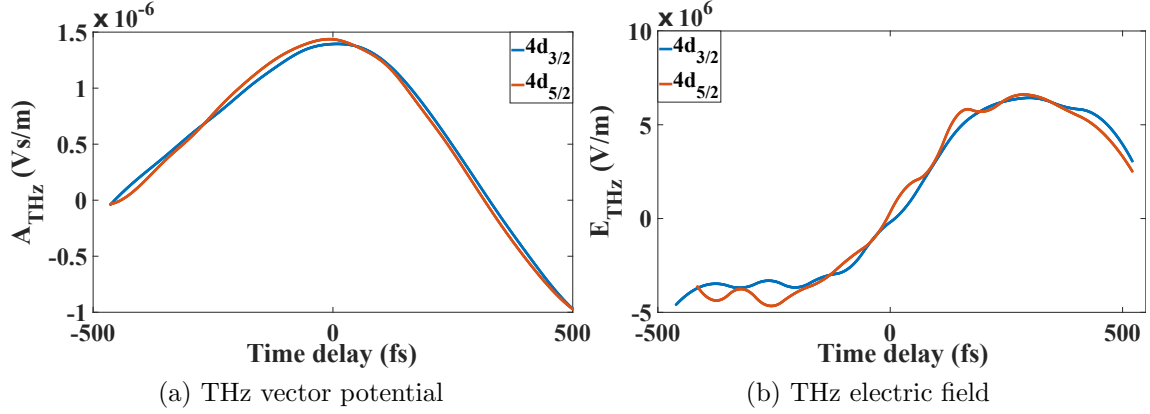 x 10^-6
1.5
1
0.5
0
-0.5
-1
-500
0
500
A_THz (Vs/m)
Time delay (fs)
4d_3/2
4d_5/2
(a) THz vector potential
x 10^6
10
5
0
-5
-500
0
500
E_THz (V/m)
Time delay (fs)
4d_3/2
4d_5/2
(b) THz electric field